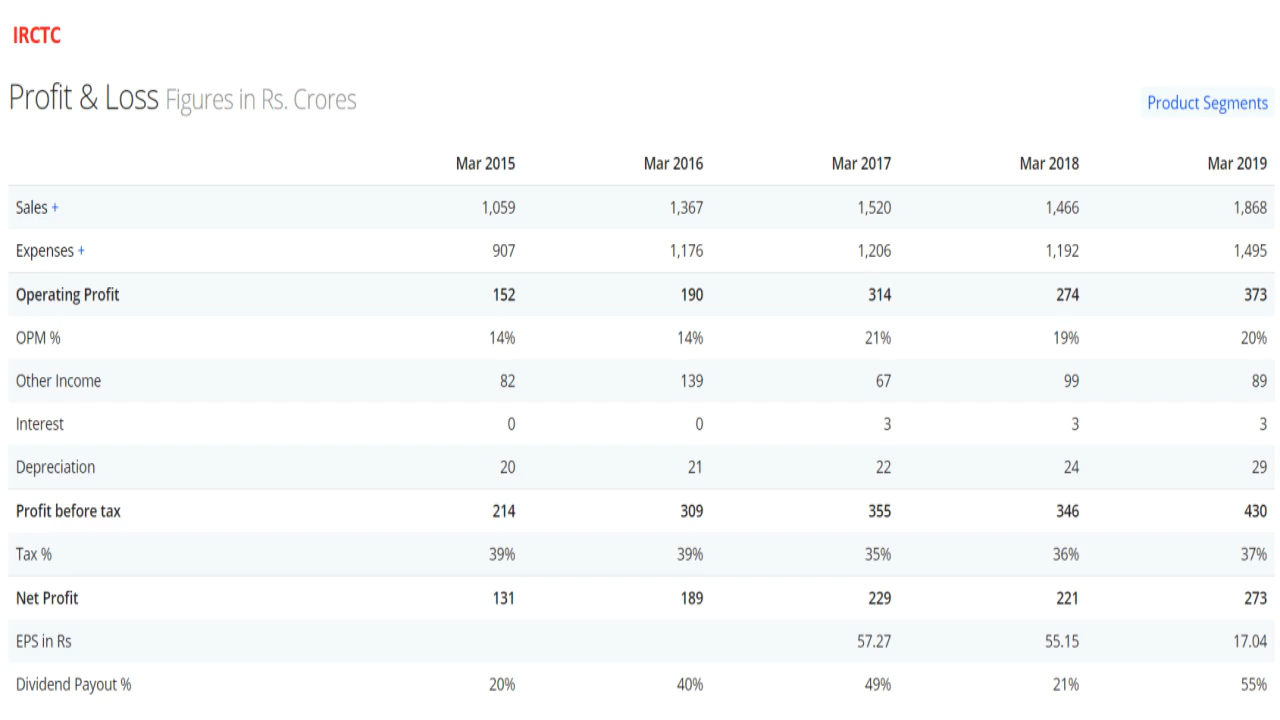 IRCTC
Profit & Loss Figures in Rs. Crores
Product Segments
Mar 2015 Mar 2016 Mar 2017 Mar 2018 Mar 2019
Sales + 1,059 1,367 1,520 1,466 1,868
Expenses + 907 1,176 1,206 1,192 1,495
Operating Profit 152 190 314 274 373
OPM % 14% 14% 21% 19% 20%
Other Income 82 139 67 99 89
Interest 0 0 3 3 3
Depreciation 20 21 22 24 29
Profit before tax 214 309 355 346 430
Tax % 39% 39% 35% 36% 37%
Net Profit 131 189 229 221 273
EPS in Rs 57.27 55.15 17.04
Dividend Payout % 20% 40% 49% 21% 55%